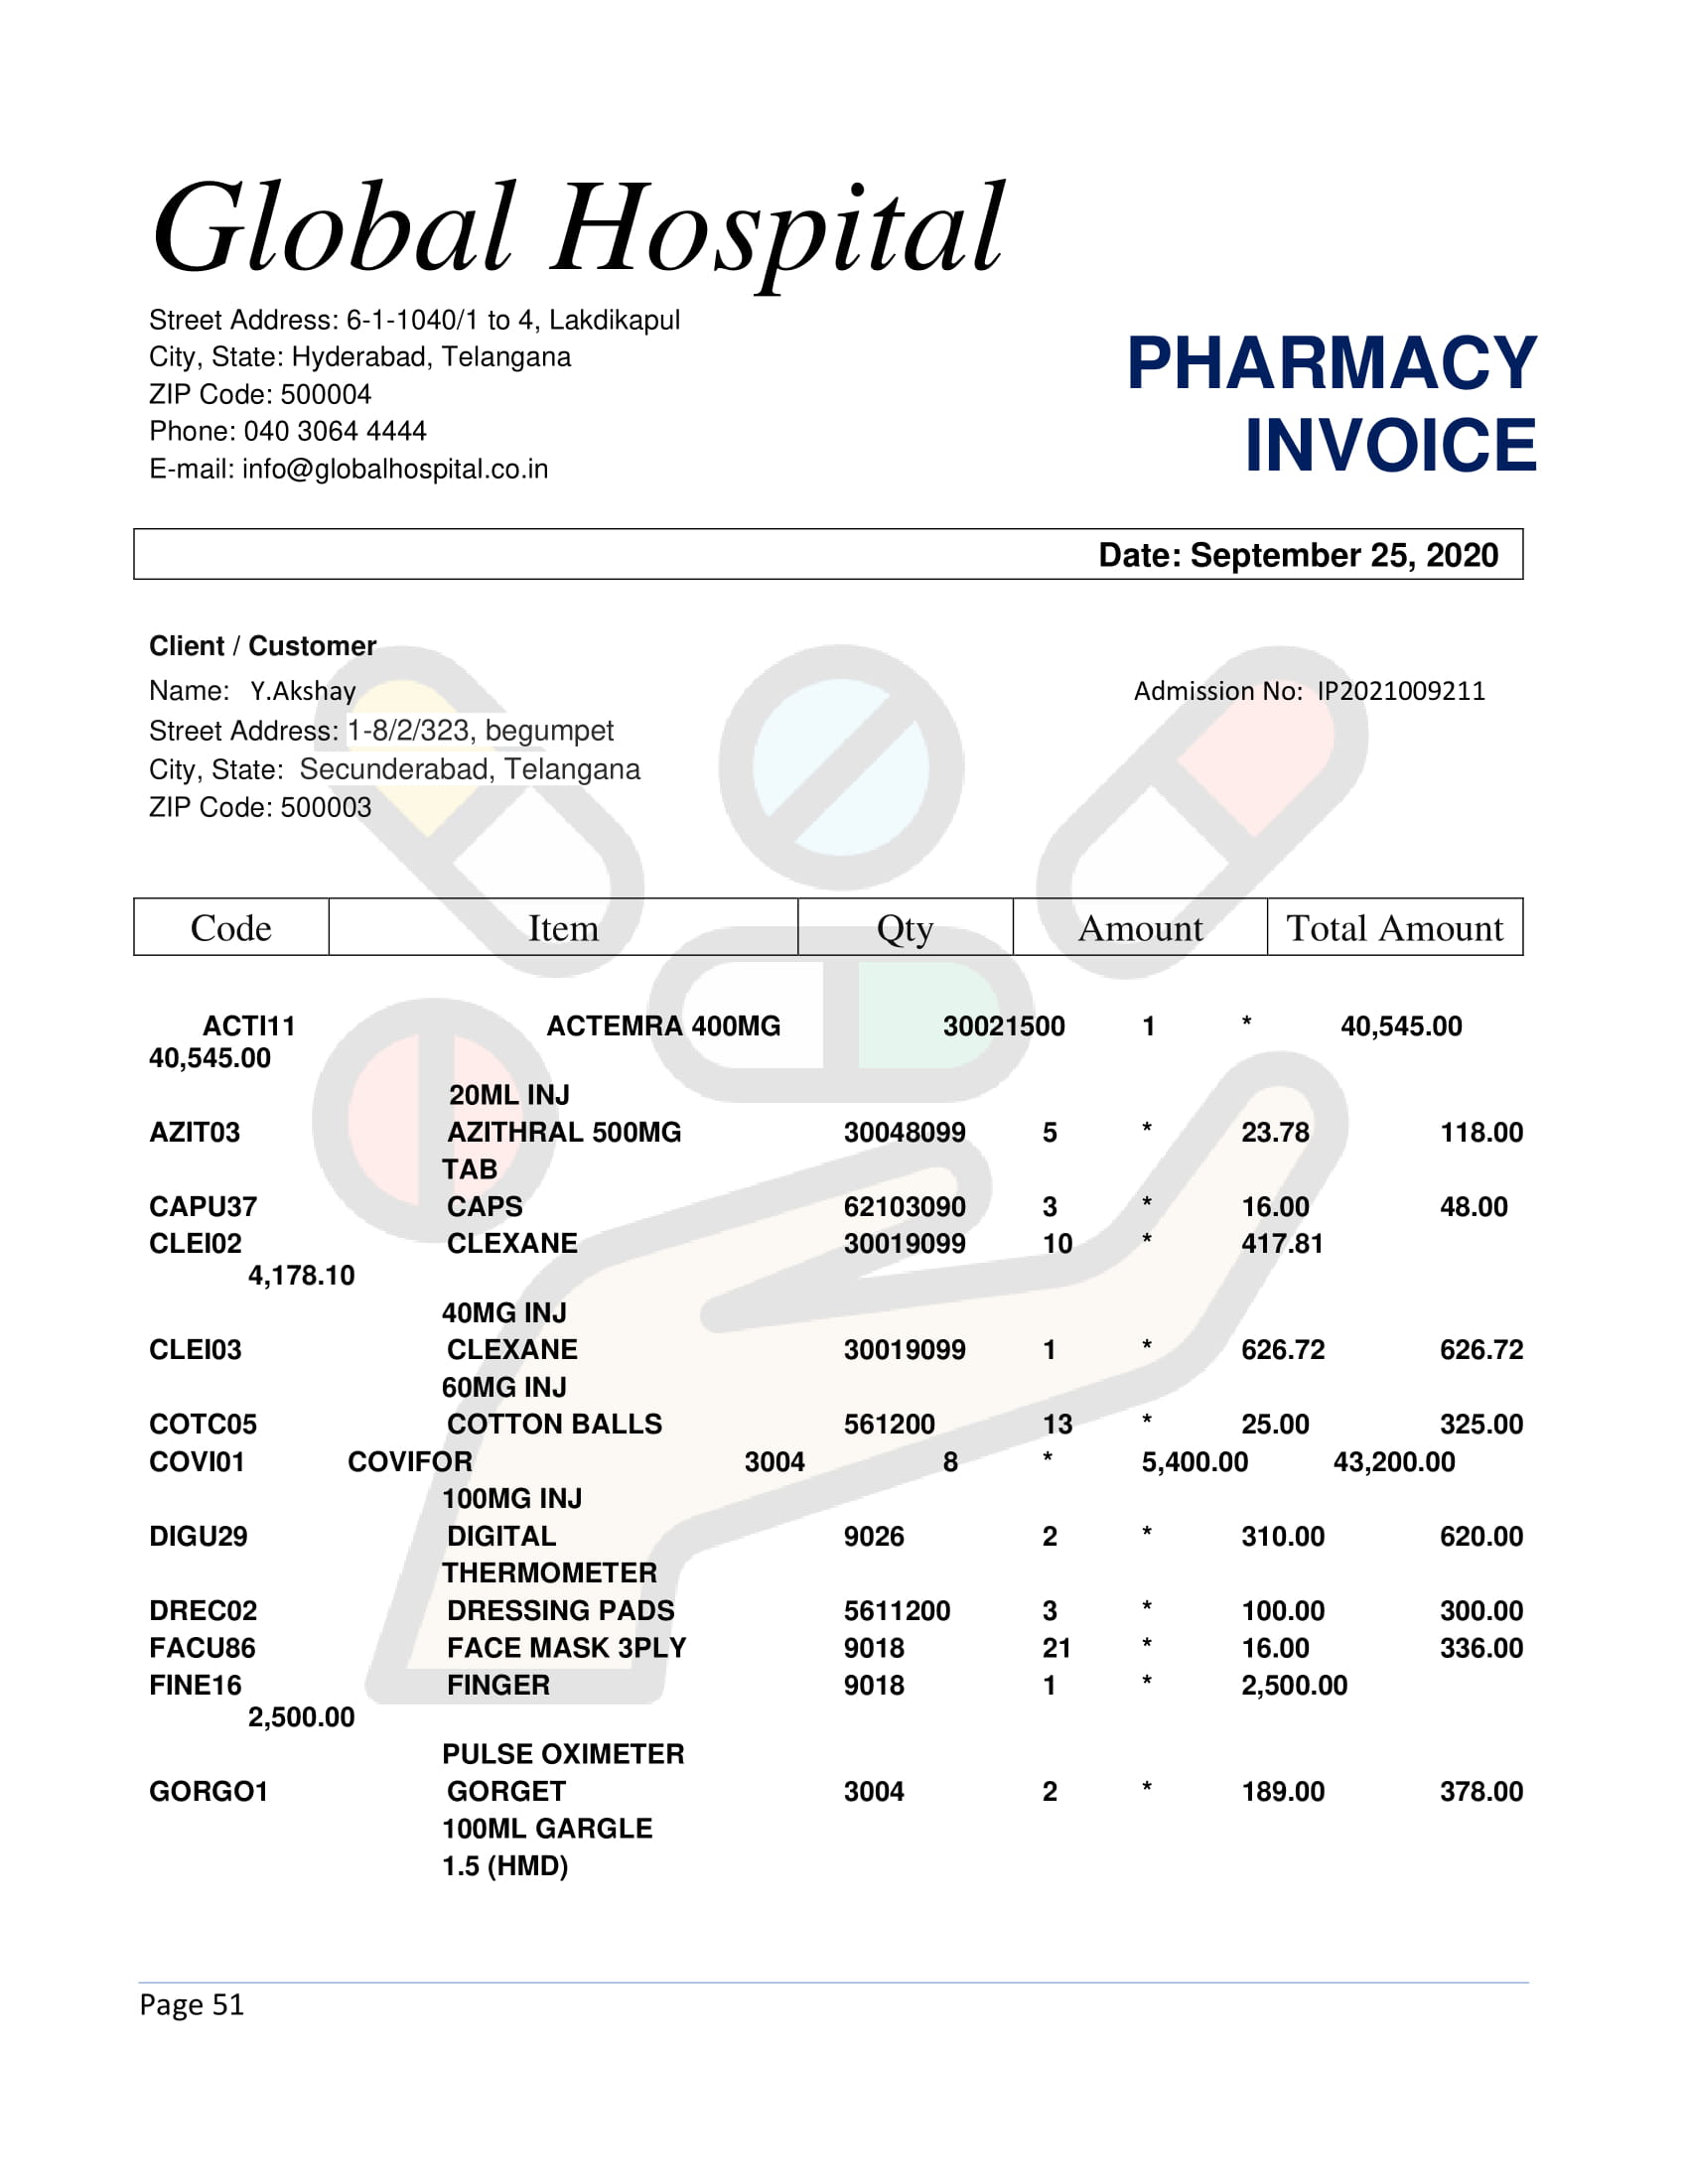 Global Hospital
Street Address: 6-1-1040/1 to 4, Lakdikapul
City, State: Hyderabad, Telangana
ZIP Code: 500004
Phone: 040 3064 4444
E-mail: info@globalhospital.co.in
PHARMACY
INVOICE
Date: September 25, 2020
Client / Customer
Name: Y.Akshay Admission No: IP2021009211
Street Address: 1-8/2/323, begumpet
City, State: Secunderabad, Telangana
ZIP Code: 500003
Code Item Qty Amount Total Amount
ACTI11 ACTEMRA 400MG 30021500 1 * 40,545.00
40,545.00
20ML INJ
AZIT03 AZITHRAL 500MG 30048099 5 * 23.78 118.00
TAB
CAPU37 CAPS 62103090 3 * 16.00 48.00
CLEI02 CLEXANE 30019099 10 * 417.81
4,178.10
40MG INJ
CLEI03 CLEXANE 30019099 1 * 626.72 626.72
60MG INJ
COTC05 COTTON BALLS 561200 13 * 25.00 325.00
COVI01 COVIFOR 3004 8 * 5,400.00 43,200.00
100MG INJ
DIGU29 DIGITAL 9026 2 * 310.00 620.00
THERMOMETER
DREC02 DRESSING PADS 5611200 3 * 100.00 300.00
FACU86 FACE MASK 3PLY 9018 21 * 16.00 336.00
FINE16 FINGER 9018 1 * 2,500.00
2,500.00
PULSE OXIMETER
GORGO1 GORGET 3004 2 * 189.00 378.00
100ML GARGLE
1.5 (HMD)
Page 51